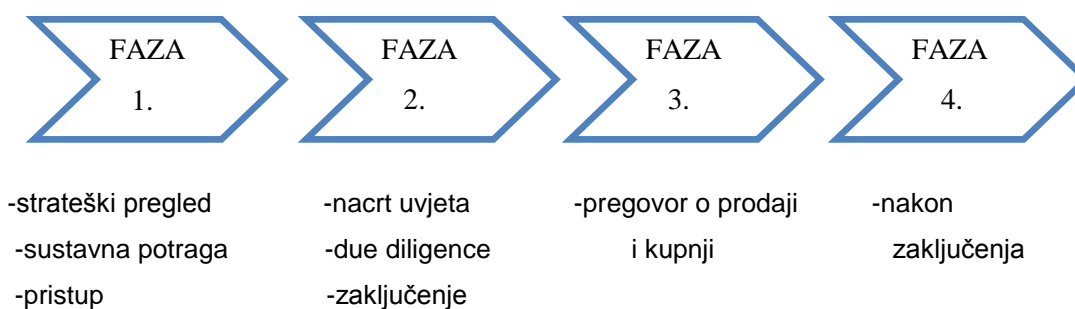 FAZA
1.
FAZA
2.
FAZA
3.
FAZA
4.
-strateški pregled
-sustavna potraga
-pristup
-nacrt uvjeta
-due diligence
-zaključenje
-pregovor o prodaji
i kupnji
-nakon
zaključenja